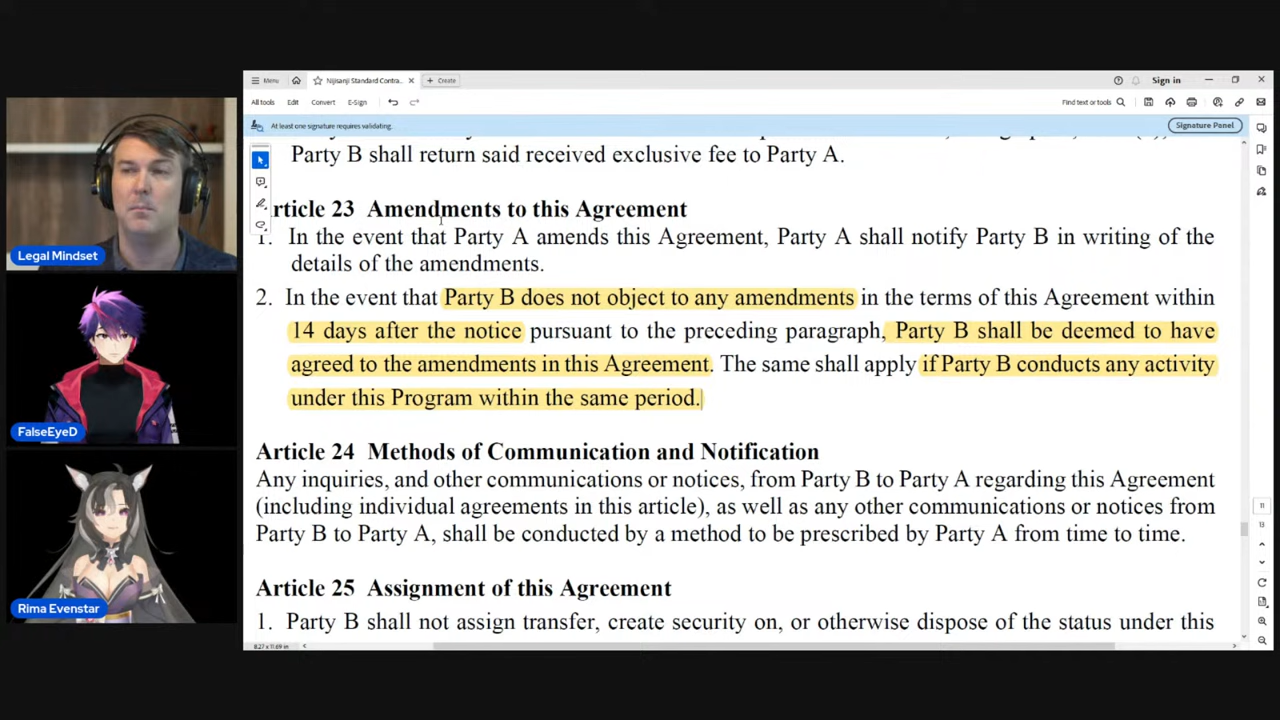 Menu
Nijisanji Standard Contra...
Create
Sign in
All tools
Edit
Convert
E-Sign
Find text or tools
At least one signature requires validating.
Signature Panel
Party B shall return said received exclusive fee to Party A.
rticle 23 Amendments to this Agreement
1. In the event that Party A amends this Agreement, Party A shall notify Party B in writing of the
details of the amendments.
2. In the event that Party B does not object to any amendments in the terms of this Agreement within
14 days after the notice pursuant to the preceding paragraph, Party B shall be deemed to have
agreed to the amendments in this Agreement. The same shall apply if Party B conducts any activity
under this Program within the same period.
Article 24 Methods of Communication and Notification
Any inquiries, and other communications or notices, from Party B to Party A regarding this Agreement
(including individual agreements in this article), as well as any other communications or notices from
Party B to Party A, shall be conducted by a method to be prescribed by Party A from time to time.
Article 25 Assignment of this Agreement
1. Party B shall not assign transfer, create security on, or otherwise dispose of the status under this
8.27 x 11.69 in
11
13
Legal Mindset
FalseEyeD
Rima Evenstar